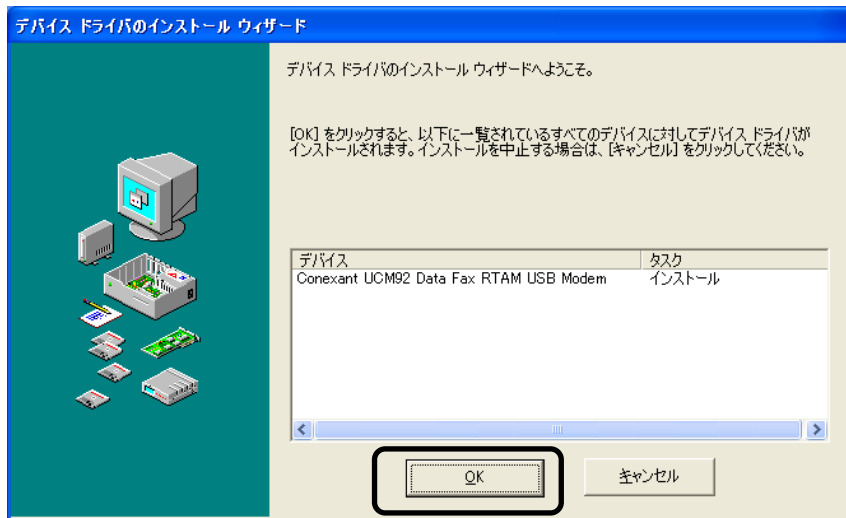 デバイス ドライバのインストール ウィザード
デバイス ドライバのインストール ウィザードへようこそ。
[OK] をクリックすると、以下に一覧されているすべてのデバイスに対してデバイス ドライバが
インストールされます。インストールを中止する場合は、[キャンセル] をクリックしてください。
デバイス タスク
Conexant UCM92 Data Fax RTAM USB Modem インストール
OK キャンセル